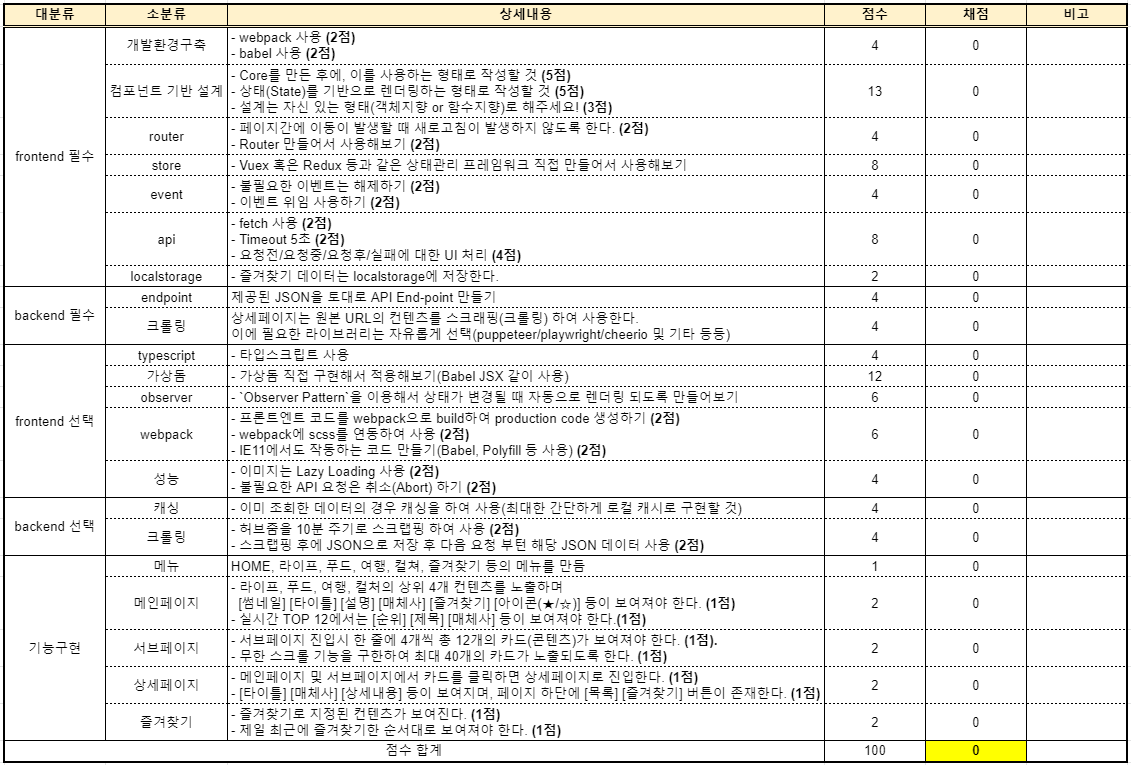 대분류 소분류 상세내용 점수 채점 비고
frontend 필수
개발환경구축
- webpack 사용 (2점)
- babel 사용 (2점)
4 0
컴포넌트 기반 설계
- Core를 만든 후에, 이를 사용하는 형태로 작성할 것 (5점)
- 상태(State)를 기반으로 렌더링하는 형태로 작성할 것 (5점)
- 설계는 자신 있는 형태(객체지향 or 함수지향)로 해주세요! (3점)
13 0
router
- 페이지간에 이동이 발생할 때 새로고침이 발생하지 않도록 한다. (2점)
- Router 만들어서 사용해보기 (2점)
4 0
store
- Vuex 혹은 Redux 등과 같은 상태관리 프레임워크 직접 만들어서 사용해보기
8 0
event
- 불필요한 이벤트는 해제하기 (2점)
- 이벤트 위임 사용하기 (2점)
4 0
api
- fetch 사용 (2점)
- Timeout 5초 (2점)
- 요청전/요청중/요청후/실패에 대한 UI 처리 (4점)
8 0
localstorage
- 즐겨찾기 데이터는 localstorage에 저장한다.
2 0
backend 필수
endpoint
제공된 JSON을 토대로 API End-point 만들기
4 0
크롤링
상세페이지는 원본 URL의 컨텐츠를 스크래핑(크롤링) 하여 사용한다.
이에 필요한 라이브러리는 자유롭게 선택(puppeteer/playwright/cheerio 및 기타 등등)
4 0
frontend 선택
typescript
- 타입스크립트 사용
4 0
가상돔
- 가상돔 직접 구현해서 적용해보기(Babel JSX 같이 사용)
12 0
observer
- `Observer Pattern`을 이용해서 상태가 변경될 때 자동으로 렌더링 되도록 만들어보기
6 0
webpack
- 프론트엔트 코드를 webpack으로 build하여 production code 생성하기 (2점)
- webpack에 scss를 연동하여 사용 (2점)
- IE11에서도 작동하는 코드 만들기(Babel, Polyfill 등 사용) (2점)
6 0
성능
- 이미지는 Lazy Loading 사용 (2점)
- 불필요한 API 요청은 취소(Abort) 하기 (2점)
4 0
backend 선택
캐싱
- 이미 조회한 데이터의 경우 캐싱을 하여 사용(최대한 간단하게 로컬 캐시로 구현할 것)
4 0
크롤링
- 허브줌을 10분 주기로 스크랩핑 하여 사용 (2점)
- 스크랩핑 후에 JSON으로 저장 후 다음 요청 부턴 해당 JSON 데이터 사용 (2점)
4 0
기능구현
메뉴
HOME, 라이프, 푸드, 여행, 컬쳐, 즐겨찾기 등의 메뉴를 만듬
1 0
메인페이지
- 라이프, 푸드, 여행, 컬처의 상위 4개 컨텐츠를 노출하며
[썸네일] [타이틀] [설명] [매체사] [즐겨찾기] [아이콘(★/☆)] 등이 보여져야 한다. (1점)
- 실시간 TOP 12에서는 [순위] [제목] [매체사] 등이 보여져야 한다.(1점)
2 0
서브페이지
- 서브페이지 진입시 한 줄에 4개씩 총 12개의 카드(콘텐츠)가 보여져야 한다. (1점).
- 무한 스크롤 기능을 구한하여 최대 40개의 카드가 노출되도록 한다. (1점)
2 0
상세페이지
- 메인페이지 및 서브페이지에서 카드를 클릭하면 상세페이지로 진입한다. (1점)
- [타이틀] [매체사] [상세내용] 등이 보여지며, 페이지 하단에 [목록] [즐겨찾기] 버튼이 존재한다. (1점)
2 0
즐겨찾기
- 즐겨찾기로 지정된 컨텐츠가 보여진다. (1점)
- 제일 최근에 즐겨찾기한 순서대로 보여져야 한다. (1점)
2 0
점수 합계 100 0